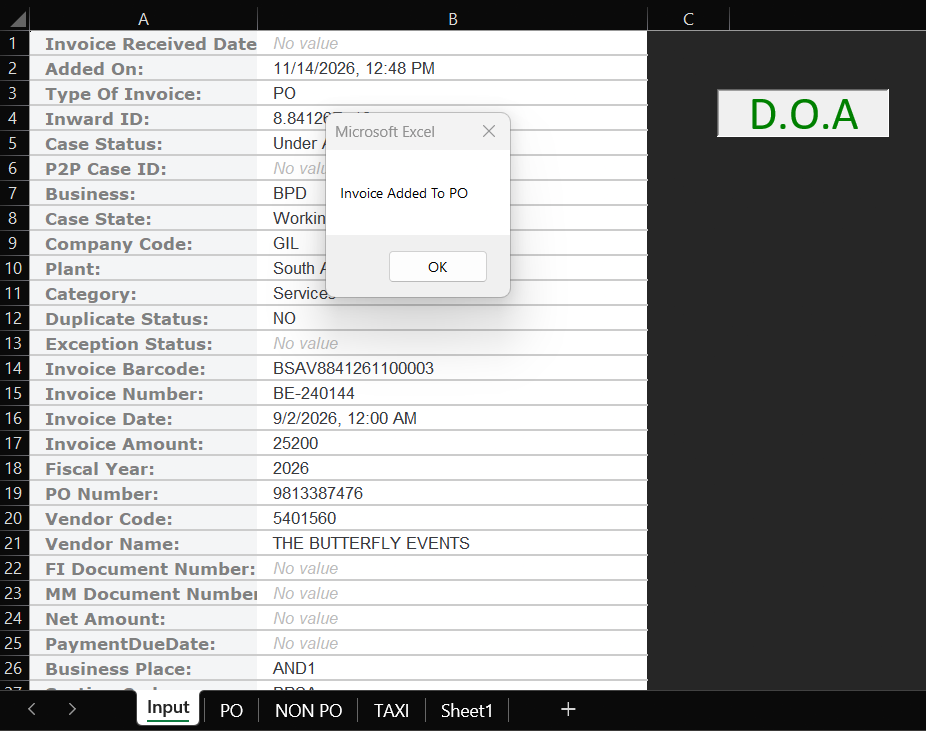 A B C
1 Invoice Received Date No value
2 Added On: 11/14/2026, 12:48 PM
3 Type Of Invoice: PO
D.O.A
4 Inward ID:
Microsoft Excel
5 Case Status: Under
6 P2P Case ID: No
7 Business: BPD
Invoice Added To PO
8 Case State:
9 Company Code: GIL
10 Plant: South
OK
11 Category: Services
12 Duplicate Status: NO
13 Exception Status: No value
14 Invoice Barcode: BSAV8841261100003
15 Invoice Number: BE-240144
16 Invoice Date: 9/2/2026, 12:00 AM
17 Invoice Amount: 25200
18 Fiscal Year: 2026
19 PO Number: 9813387476
20 Vendor Code: 5401560
21 Vendor Name: THE BUTTERFLY EVENTS
22 FI Document Number: No value
23 MM Document Number No value
24 Net Amount: No value
25 PaymentDueDate: No value
26 Business Place: AND1
Input PO NON PO TAXI Sheet1 +